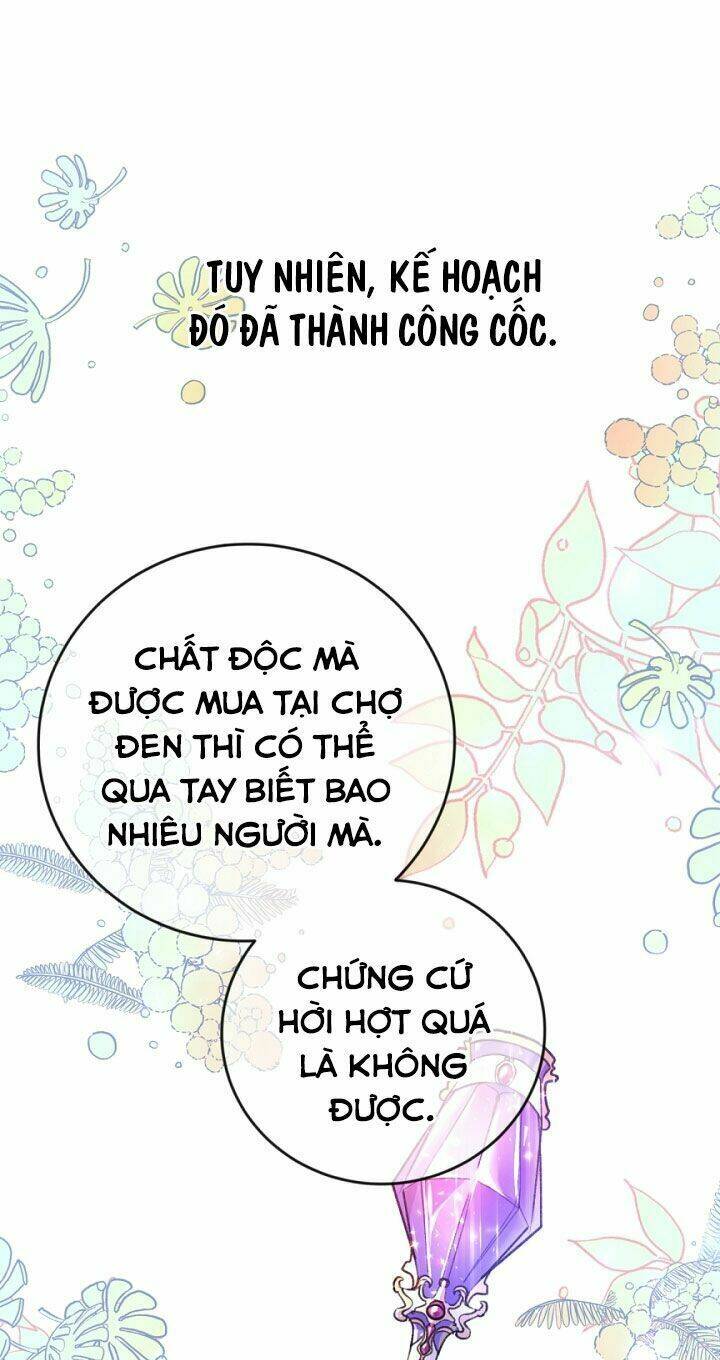 TUY NHIÊN, KẾ HOẠCH
ĐÓ ĐÃ THÀNH CÔNG CỐC.
CHẤT ĐỘC MÀ
ĐƯỢC MUA TẠI CHỢ
ĐEN THÌ CÓ THỂ
QUA TAY BIẾT BAO
NHIÊU NGƯỜI MÀ.
CHỨNG CỨ
HỜI HỢT QUÁ
LÀ KHÔNG
ĐƯỢC.